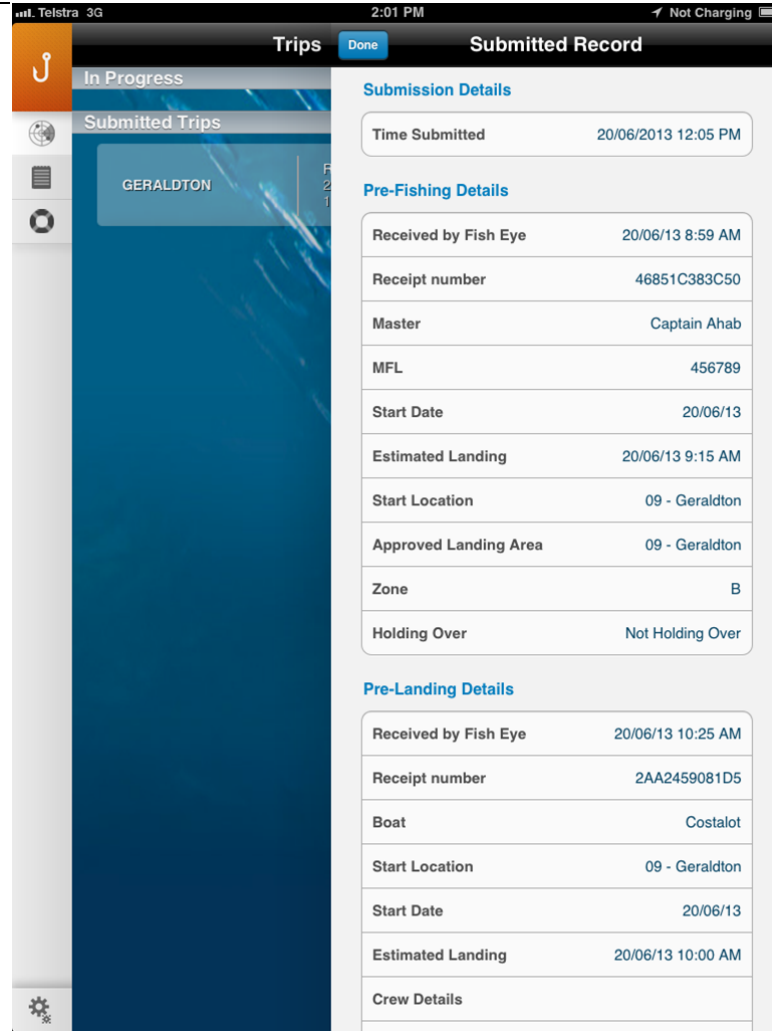 Telstra 3G 2:01 PM Not Charging
Trips Done Submitted Record
In Progress
Submitted Trips
GERALDTON
R
2
1
Submission Details
Time Submitted 20/06/2013 12:05 PM
Pre-Fishing Details
Received by Fish Eye 20/06/13 8:59 AM
Receipt number 46851C383C50
Master Captain Ahab
MFL 456789
Start Date 20/06/13
Estimated Landing 20/06/13 9:15 AM
Start Location 09 - Geraldton
Approved Landing Area 09 - Geraldton
Zone B
Holding Over Not Holding Over
Pre-Landing Details
Received by Fish Eye 20/06/13 10:25 AM
Receipt number 2AA2459081D5
Boat Costalot
Start Location 09 - Geraldton
Start Date 20/06/13
Estimated Landing 20/06/13 10:00 AM
Crew Details